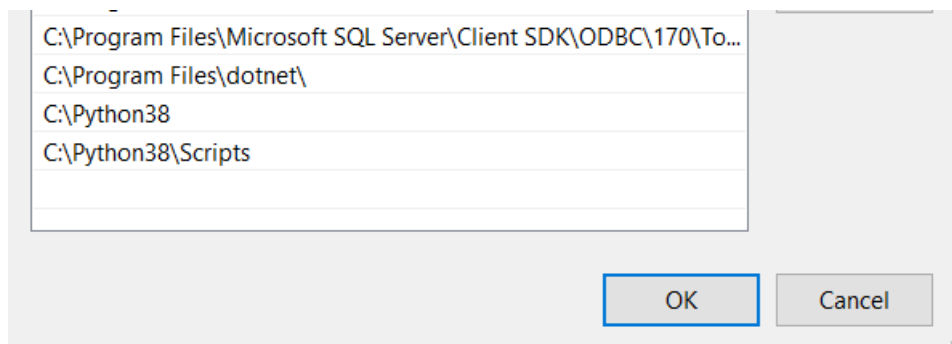 C:\Program Files\Microsoft SQL Server\Client SDK\ODBC\170\To...
C:\Program Files\dotnet\
C:\Python38
C:\Python38\Scripts
OK
Cancel